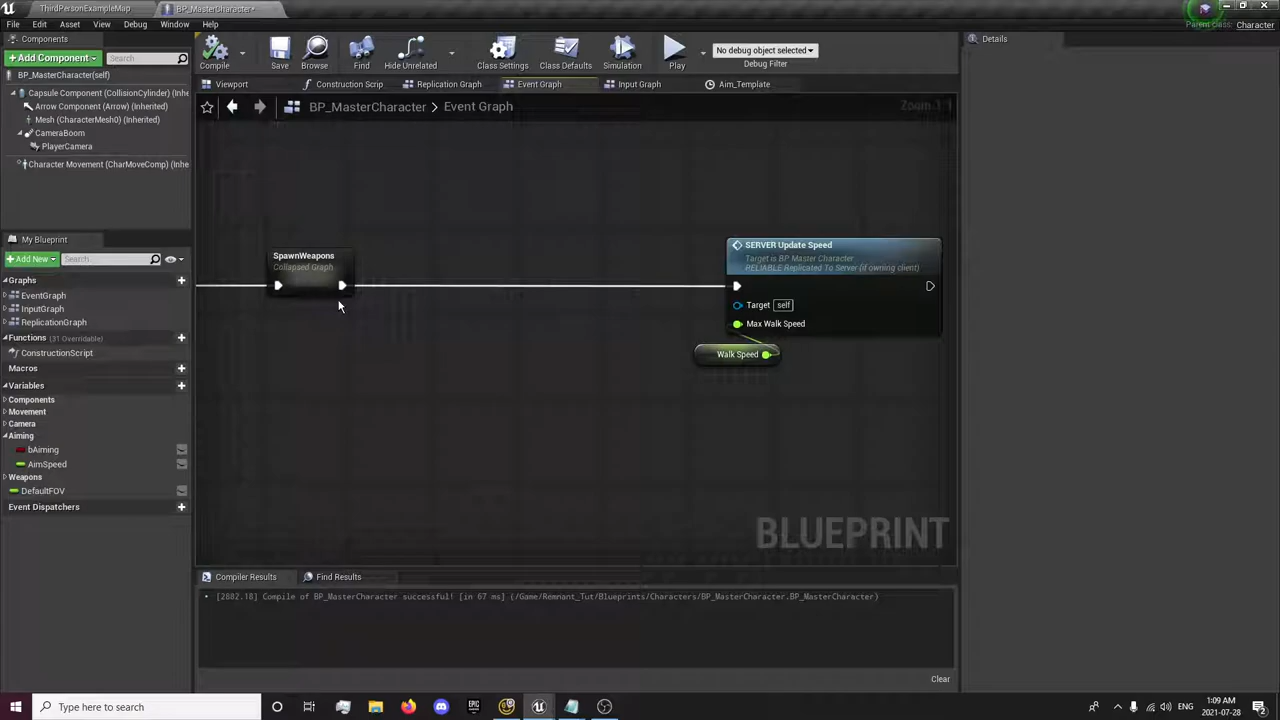 ThirdPersonExampleMap
BP_MasterCharacter*
Parent class: Character
File Edit Asset View Debug Window Help
Components
+ Add Component
Search
BP_MasterCharacter(self)
Capsule Component (CollisionCylinder) (Inhe
Arrow Component (Arrow) (Inherited)
Mesh (CharacterMesh0) (Inherited)
CameraBoom
PlayerCamera
Character Movement (CharMoveComp) (Inhe
Compile Save Browse Find Hide Unrelated Class Settings Class Defaults Simulation Play
No debug object selected
Debug Filter
Details
Viewport Construction Scrip Replication Graph Event Graph Input Graph Aim_Template
BP_MasterCharacter > Event Graph
SpawnWeapons
Collapsed Graph
SERVER Update Speed
Target is BP Master Character
RELIABLE Replicated To Server (if owning client)
Target self
Max Walk Speed
Walk Speed
BLUEPRINT
My Blueprint
+ Add New
Search
Graphs
EventGraph
InputGraph
ReplicationGraph
Functions (31 Overridable)
ConstructionScript
Macros
Variables
Components
Movement
Camera
Aiming
bAiming
AimSpeed
Weapons
DefaultFOV
Event Dispatchers
Compiler Results Find Results
[2882.18] Compile of BP_MasterCharacter successful! [in 67 ms] (/Game/Remnant_Tut/Blueprints/Characters/BP_MasterCharacter.BP_MasterCharacter)
Clear
Type here to search
EPIC
ENG
1:09 AM
2021-07-28
2